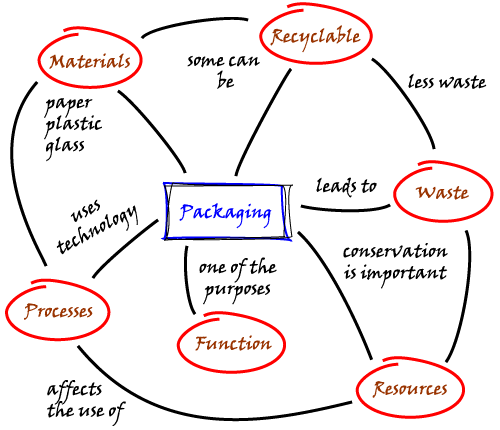 Recyclable
Materials
some can
be
less waste
paper
plastic
glass
leads to
Waste
Packaging
uses
technology
conservation
is important
one of the
purposes
Processes
Function
Resources
affects
the use of